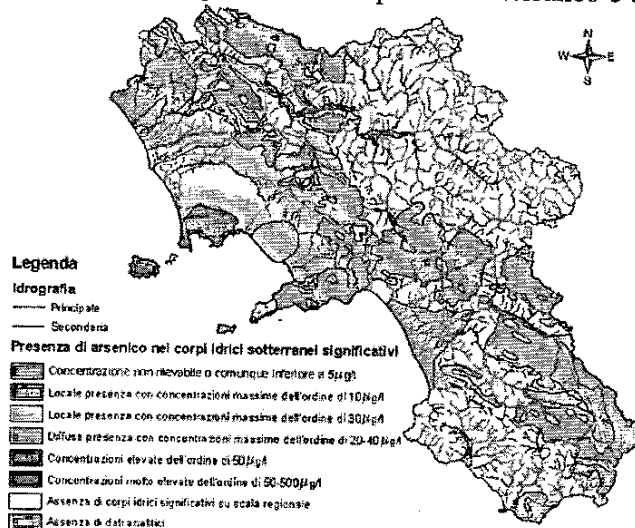 N
W E
S
Legenda
Idrografia
Principale
Secondaria
Presenza di arsenico nei corpi idrici sotterranei significativi
Concentrazione non rilevabile o comunque inferiore ai 5µg/l
Locale presenza con concentrazioni massime dell'ordine di 10µg/l
Locale presenza con concentrazioni massime dell'ordine di 30µg/l
Diffusa presenza con concentrazioni massime dell'ordine di 20-40µg/l
Concentrazioni elevate dell'ordine di 50µg/l
Concentrazioni molto elevate dell'ordine di 50-500µg/l
Assenza di corpi idrici significativi su scala regionale
Assenza di dati analitici